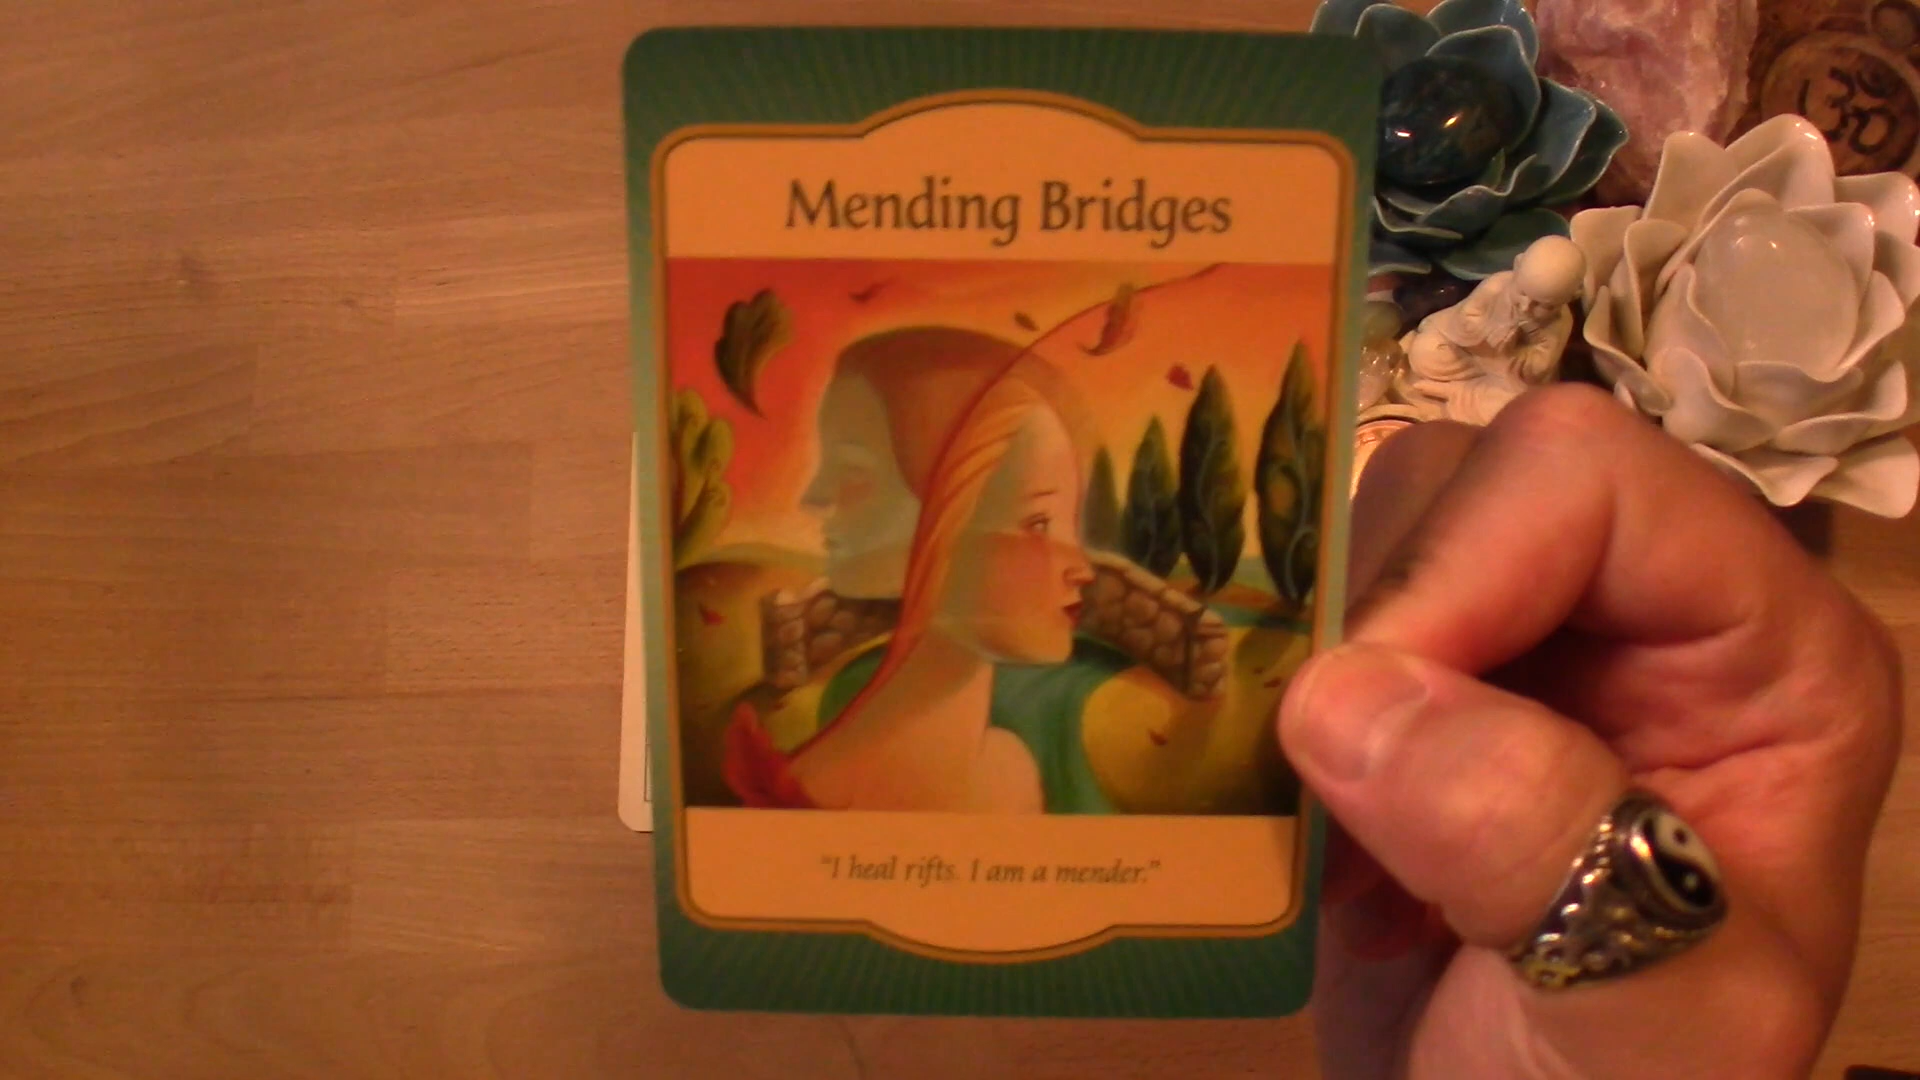 Mending Bridges
"I heal rifts. I am a mender."
ॐ